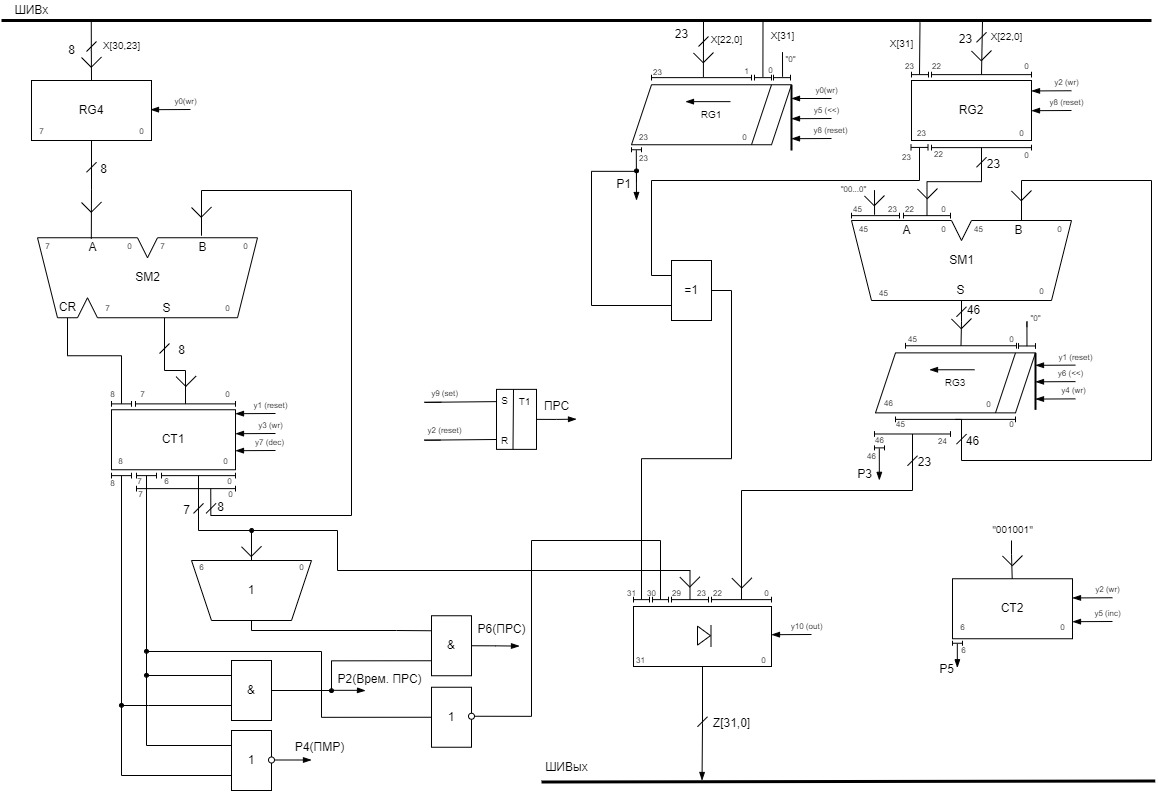 ШИВх
8 X[30,23]
RG4
7 0
y0(wr)
8
7 A 0 7 B 0
SM2
CR 7 S 0
8
8 7 0
CT1
8 0
y1 (reset)
y3 (wr)
y7 (dec)
8 7 6 0
7 0
7 8
6 0
1
&
P6(ПРС)
&
P2(Врем. ПРС)
1
1
P4(ПМР)
y9 (set)
y2 (reset)
S T1
R
ПРС
23 X[22,0] X[31]
"0"
23 1 0
RG1
23 0
y0(wr)
y5 (<<)
y8 (reset)
23
P1
=1
X[31] 23 X[22,0]
23 22 0
RG2
23 0
y2 (wr)
y8 (reset)
23 22 0
23
"00...0"
45 23 22 0
45 A 0 45 B 0
SM1
45 S 0
46
"0"
45 0
RG3
46 0
y1 (reset)
y6 (<<)
y4 (wr)
45 0
46 24
46
46
P3
23
31 30 29 23 22 0
31 0
y10 (out)
Z[31,0]
"001001"
CT2
6 0
y2 (wr)
y5 (inc)
6
P5
ШИВых